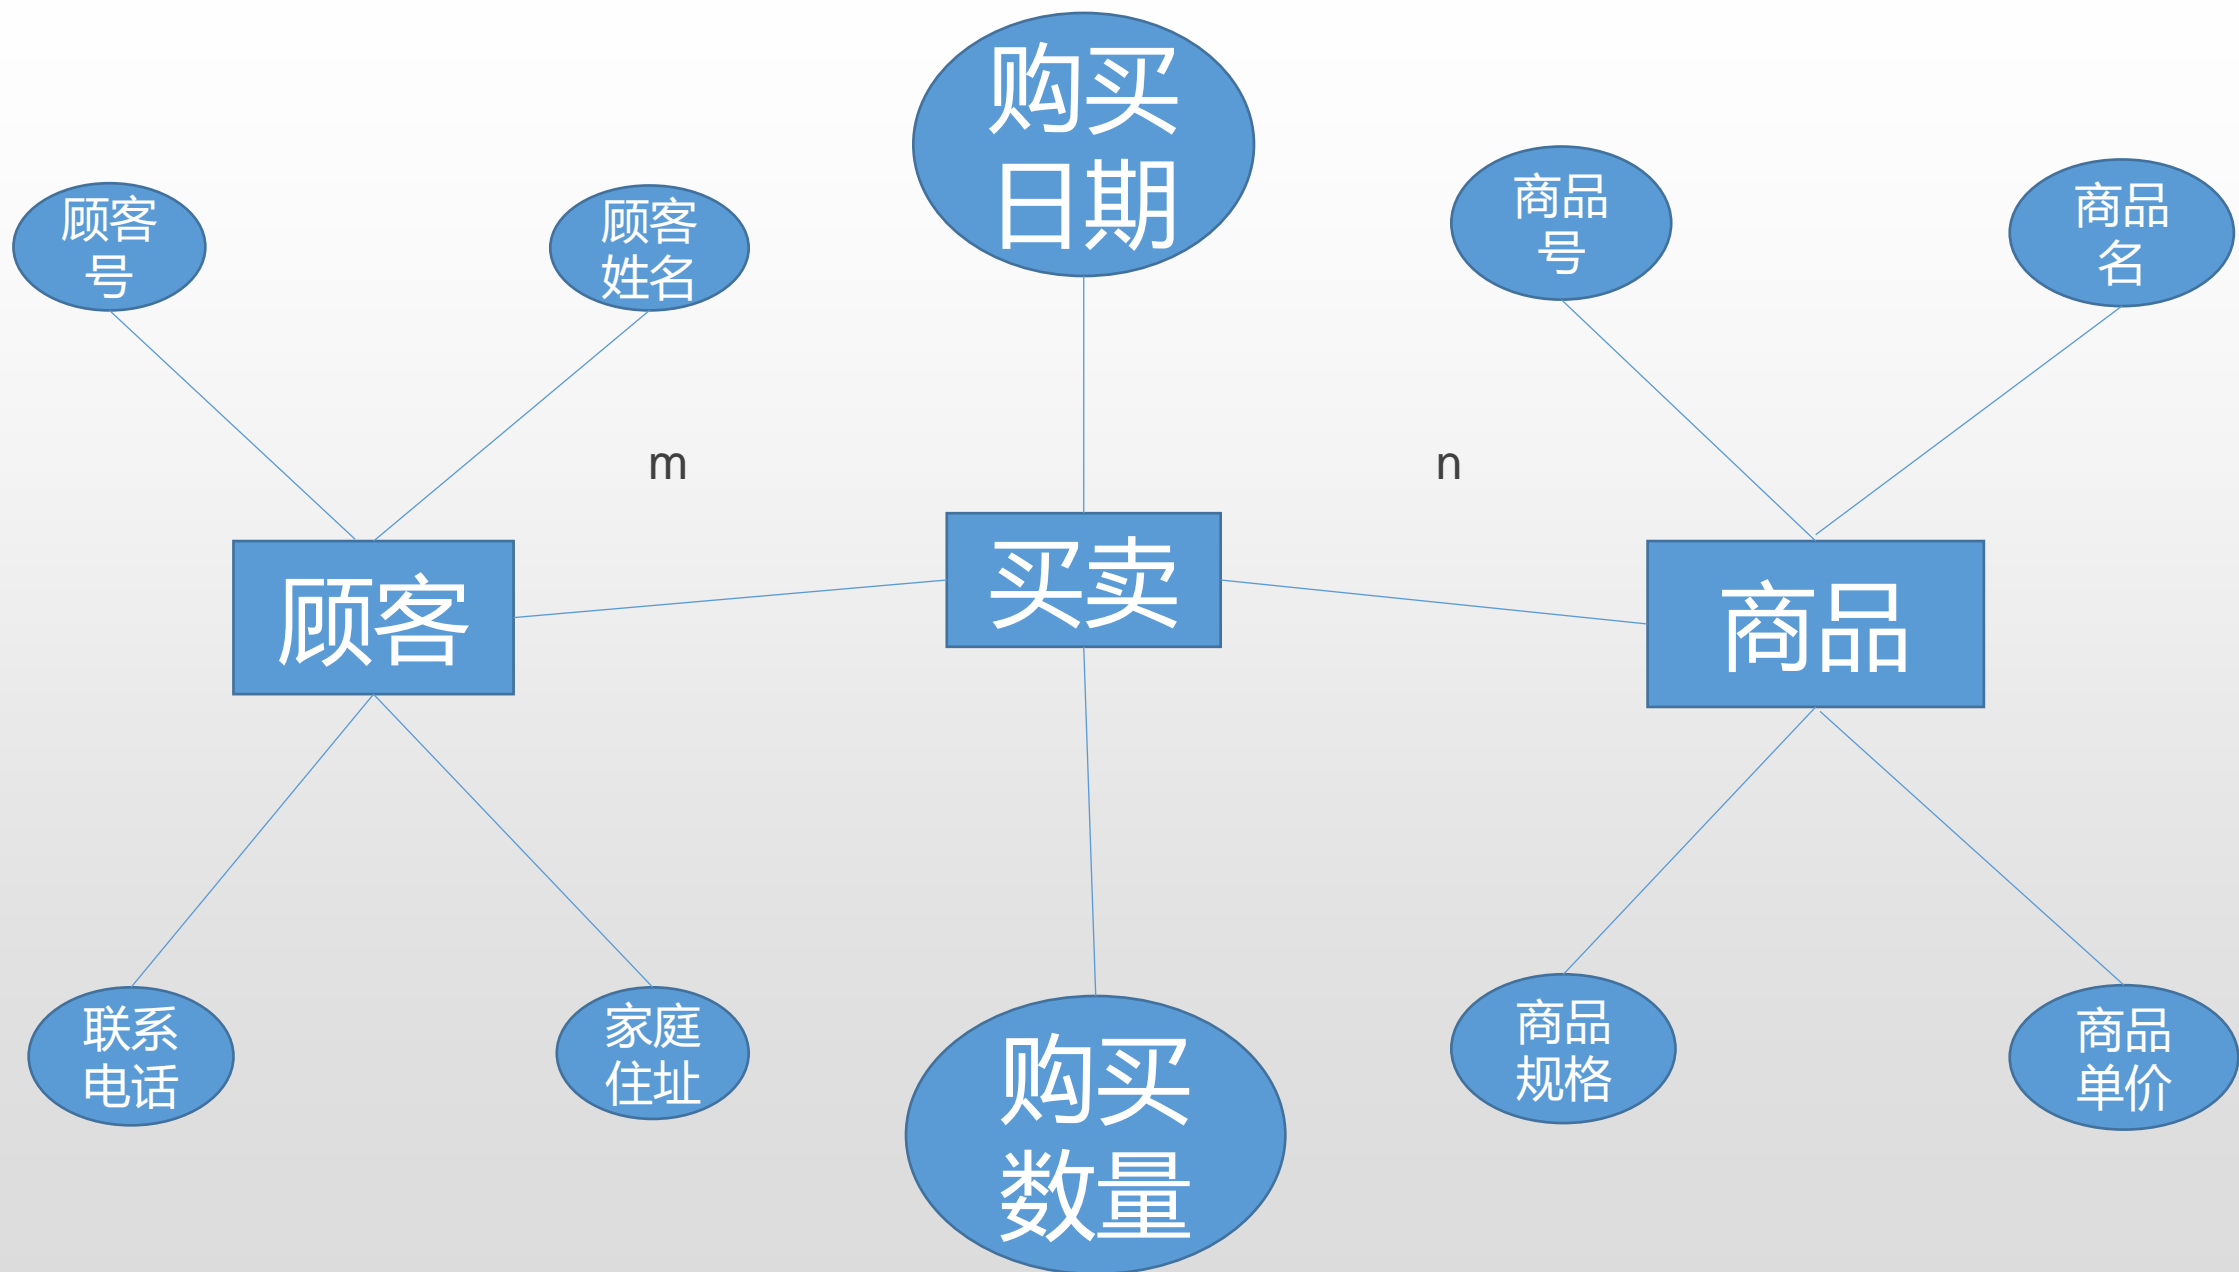 购买
日期
顾客
号
顾客
姓名
商品
号
商品
名
m
n
顾客
买卖
商品
联系
电话
家庭
住址
购买
数量
商品
规格
商品
单价